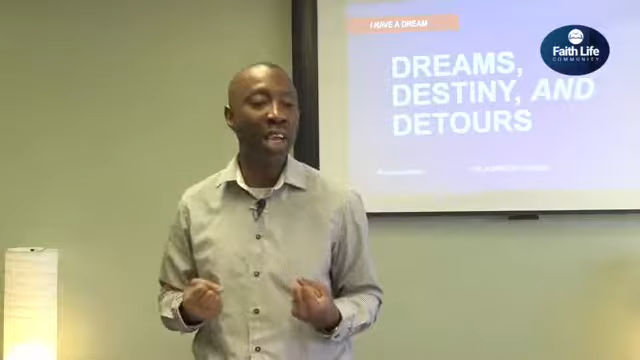 I HAVE A DREAM
DREAMS,
DESTINY, AND
DETOURS
Faith Life
COMMUNITY